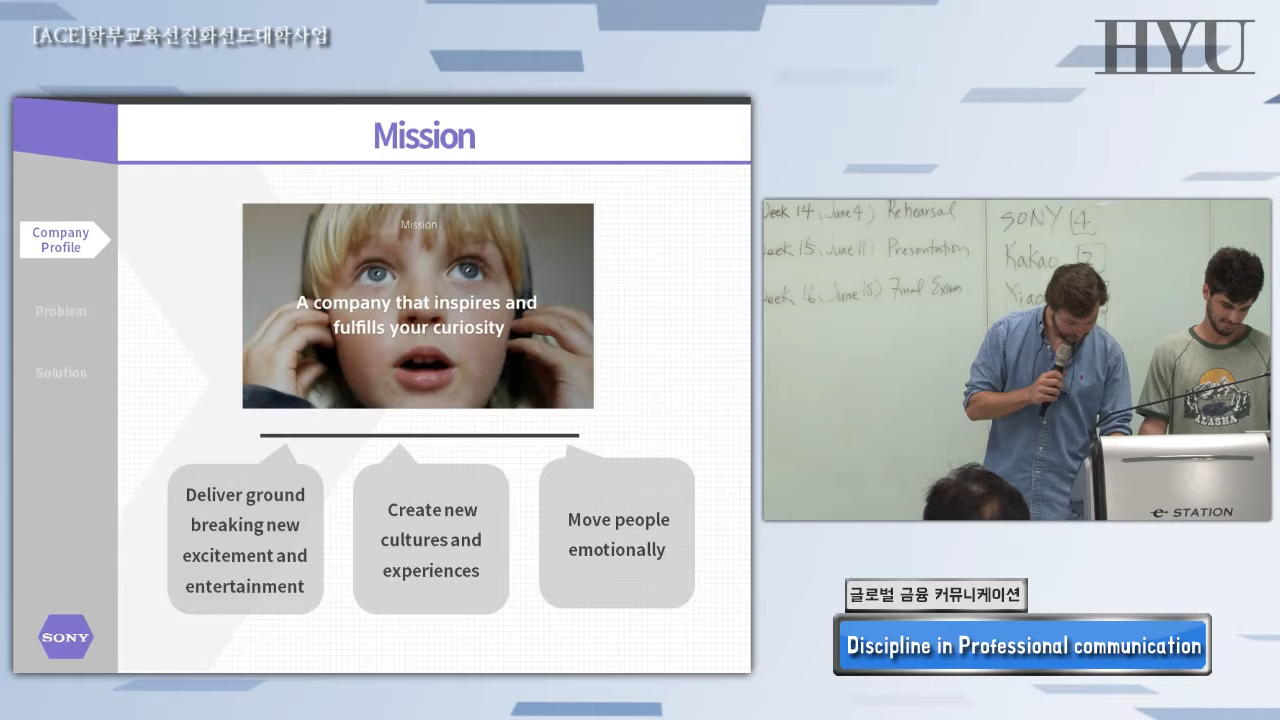 [ACE]학부교육선진화선도대학사업
HYU
Mission
Company
Profile
Problem
Solution
SONY
Mission
A company that inspires and
fulfills your curiosity
Deliver ground
breaking new
excitement and
entertainment
Create new
cultures and
experiences
Move people
emotionally
Week 14 (June 4) Rehearsal
Week 15 (June 11) Presentation
Week 16 (June 18) Final Exam
SONY 4
Kakao
ALASKA
e-STATION
글로벌 금융 커뮤니케이션
Discipline in Professional communication